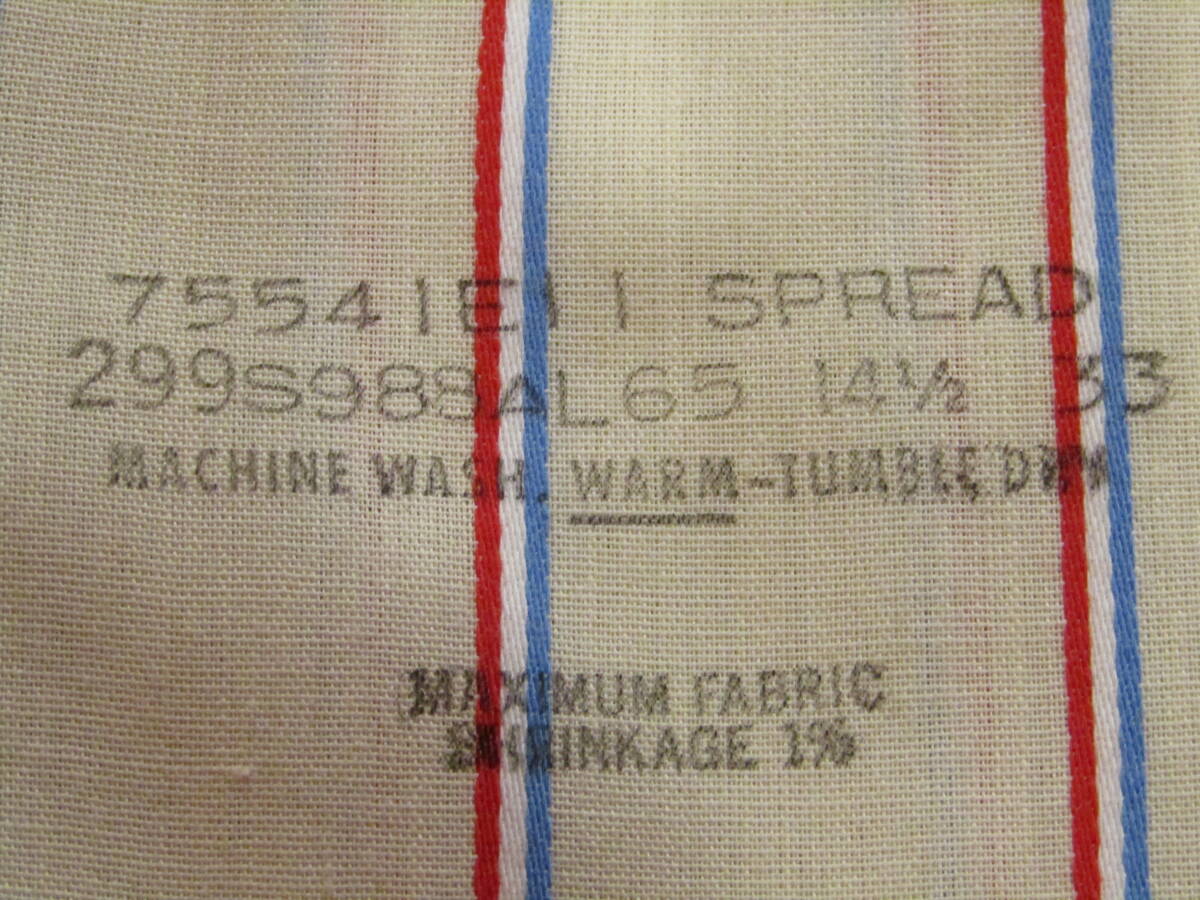 75541E11 SPREAD
299S988AL65 14½ 33
MACHINE WASH, WARM-TUMBLE DRY
MAXIMUM FABRIC
SHRINKAGE 1%